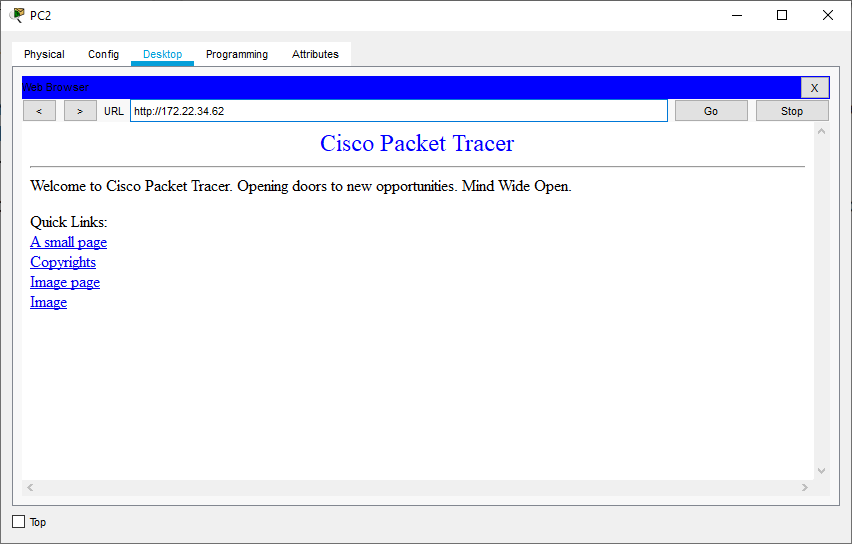 PC2
Physical Config Desktop Programming Attributes
Web Browser
X
< > URL http://172.22.34.62 Go Stop
Cisco Packet Tracer
Welcome to Cisco Packet Tracer. Opening doors to new opportunities. Mind Wide Open.
Quick Links:
A small page
Copyrights
Image page
Image
Top